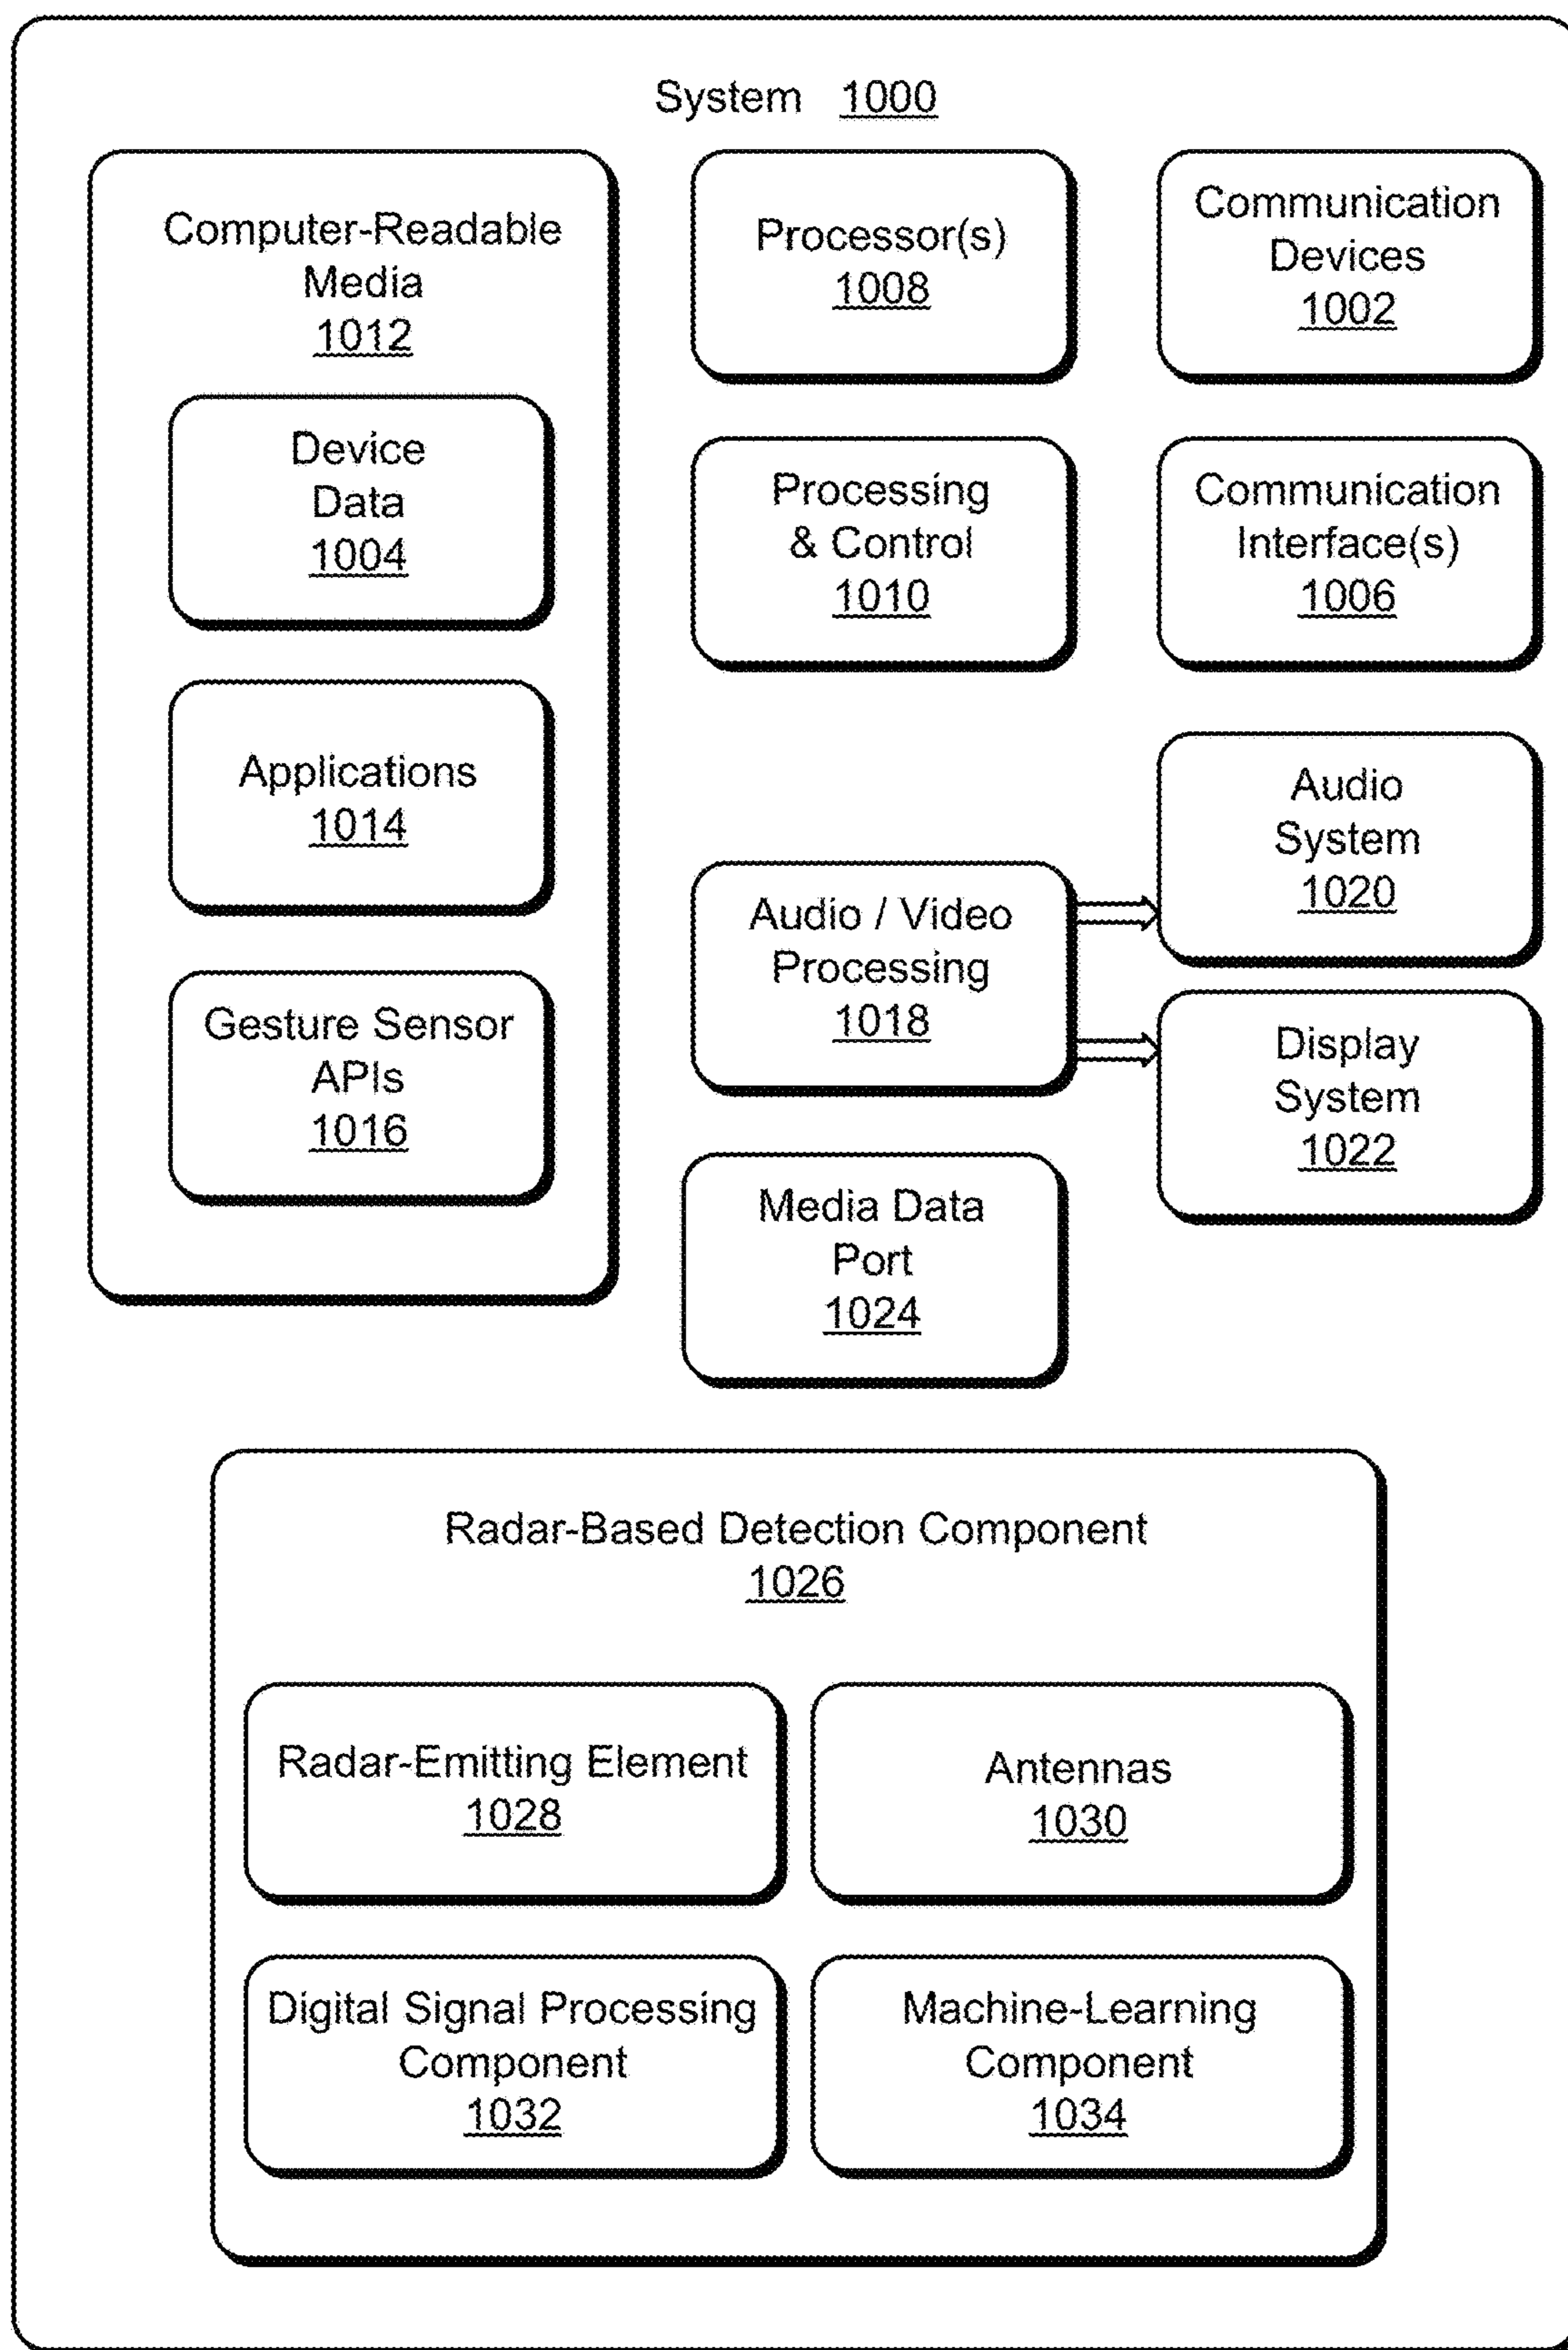 System 1000
Computer-Readable
Media
1012
Device
Data
1004
Applications
1014
Gesture Sensor
APIs
1016
Processor(s)
1008
Communication
Devices
1002
Processing
& Control
1010
Communication
Interface(s)
1006
Audio / Video
Processing
1018
Audio
System
1020
Display
System
1022
Media Data
Port
1024
Radar-Based Detection Component
1026
Radar-Emitting Element
1028
Antennas
1030
Digital Signal Processing
Component
1032
Machine-Learning
Component
1034